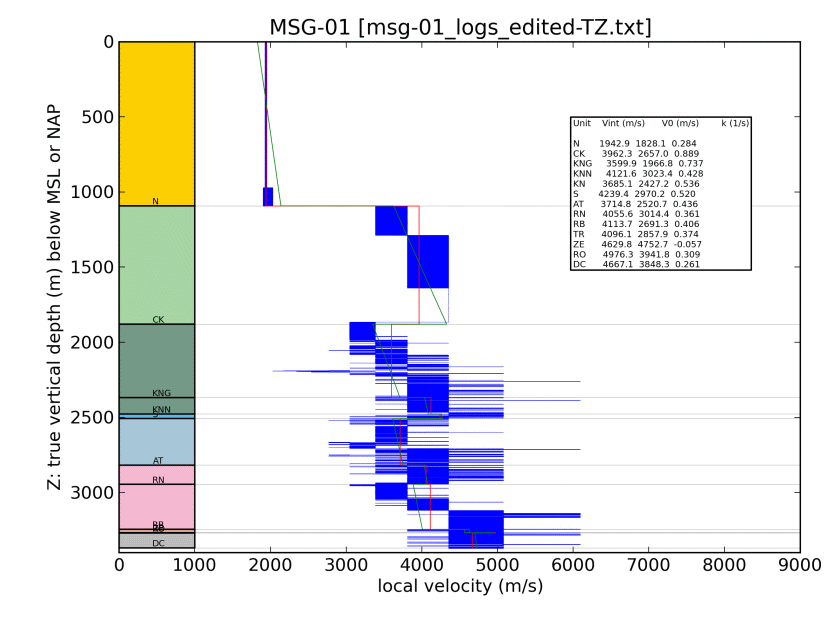 MSG-01 [msg-01_logs_edited-TZ.txt]
Z: true vertical depth (m) below MSL or NAP
0
500
1000
1500
2000
2500
3000
N
CK
KNG
KNN
AT
RN
DC
Unit Vint (m/s) V0 (m/s) k (1/s)
N 1942.9 1828.1 0.284
CK 3962.3 2657.0 0.889
KNG 3599.9 1966.8 0.737
KNN 4121.6 3023.4 0.428
KN 3685.1 2427.2 0.536
S 4239.4 2970.2 0.520
AT 3714.8 2520.7 0.436
RN 4055.6 3014.4 0.361
RB 4113.7 2691.3 0.406
TR 4096.1 2857.9 0.374
ZE 4629.8 4752.7 -0.057
RO 4976.3 3941.8 0.309
DC 4667.1 3848.3 0.261
0 1000 2000 3000 4000 5000 6000 7000 8000 9000
local velocity (m/s)